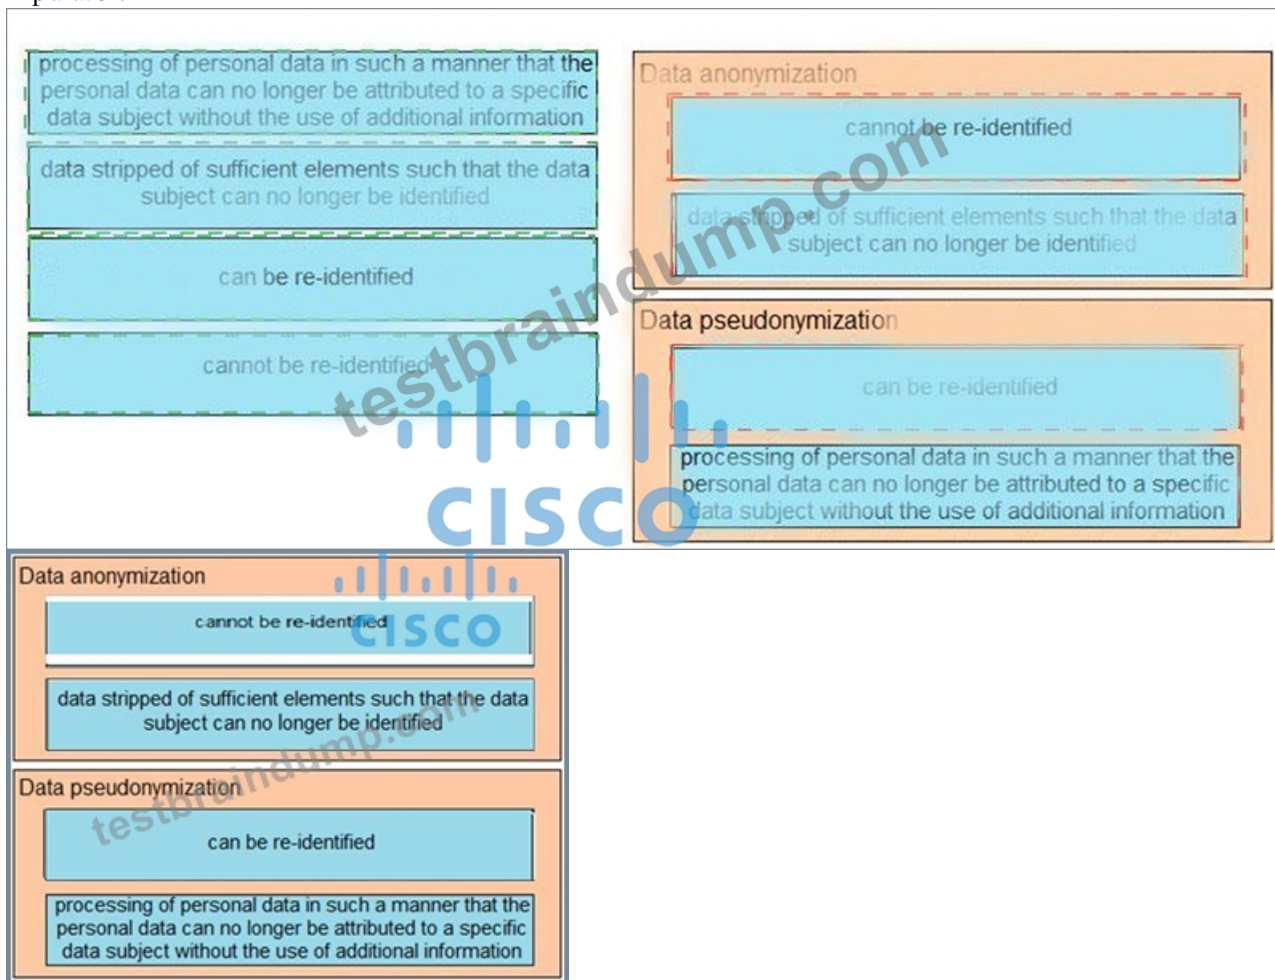 processing of personal data in such a manner that the
personal data can no longer be attributed to a specific
data subject without the use of additional information
data stripped of sufficient elements such that the data
subject can no longer be identified
can be re-identified
cannot be re-identified
Data anonymization
cannot be re-identified
data stripped of sufficient elements such that the data
subject can no longer be identified
Data pseudonymization
can be re-identified
processing of personal data in such a manner that the
personal data can no longer be attributed to a specific
data subject without the use of additional information
testbraindump.com
CISCO
Data anonymization
cannot be re-identified
CISCO
data stripped of sufficient elements such that the data
subject can no longer be identified
Data pseudonymization
can be re-identified
processing of personal data in such a manner that the
personal data can no longer be attributed to a specific
data subject without the use of additional information
testbraindump.com